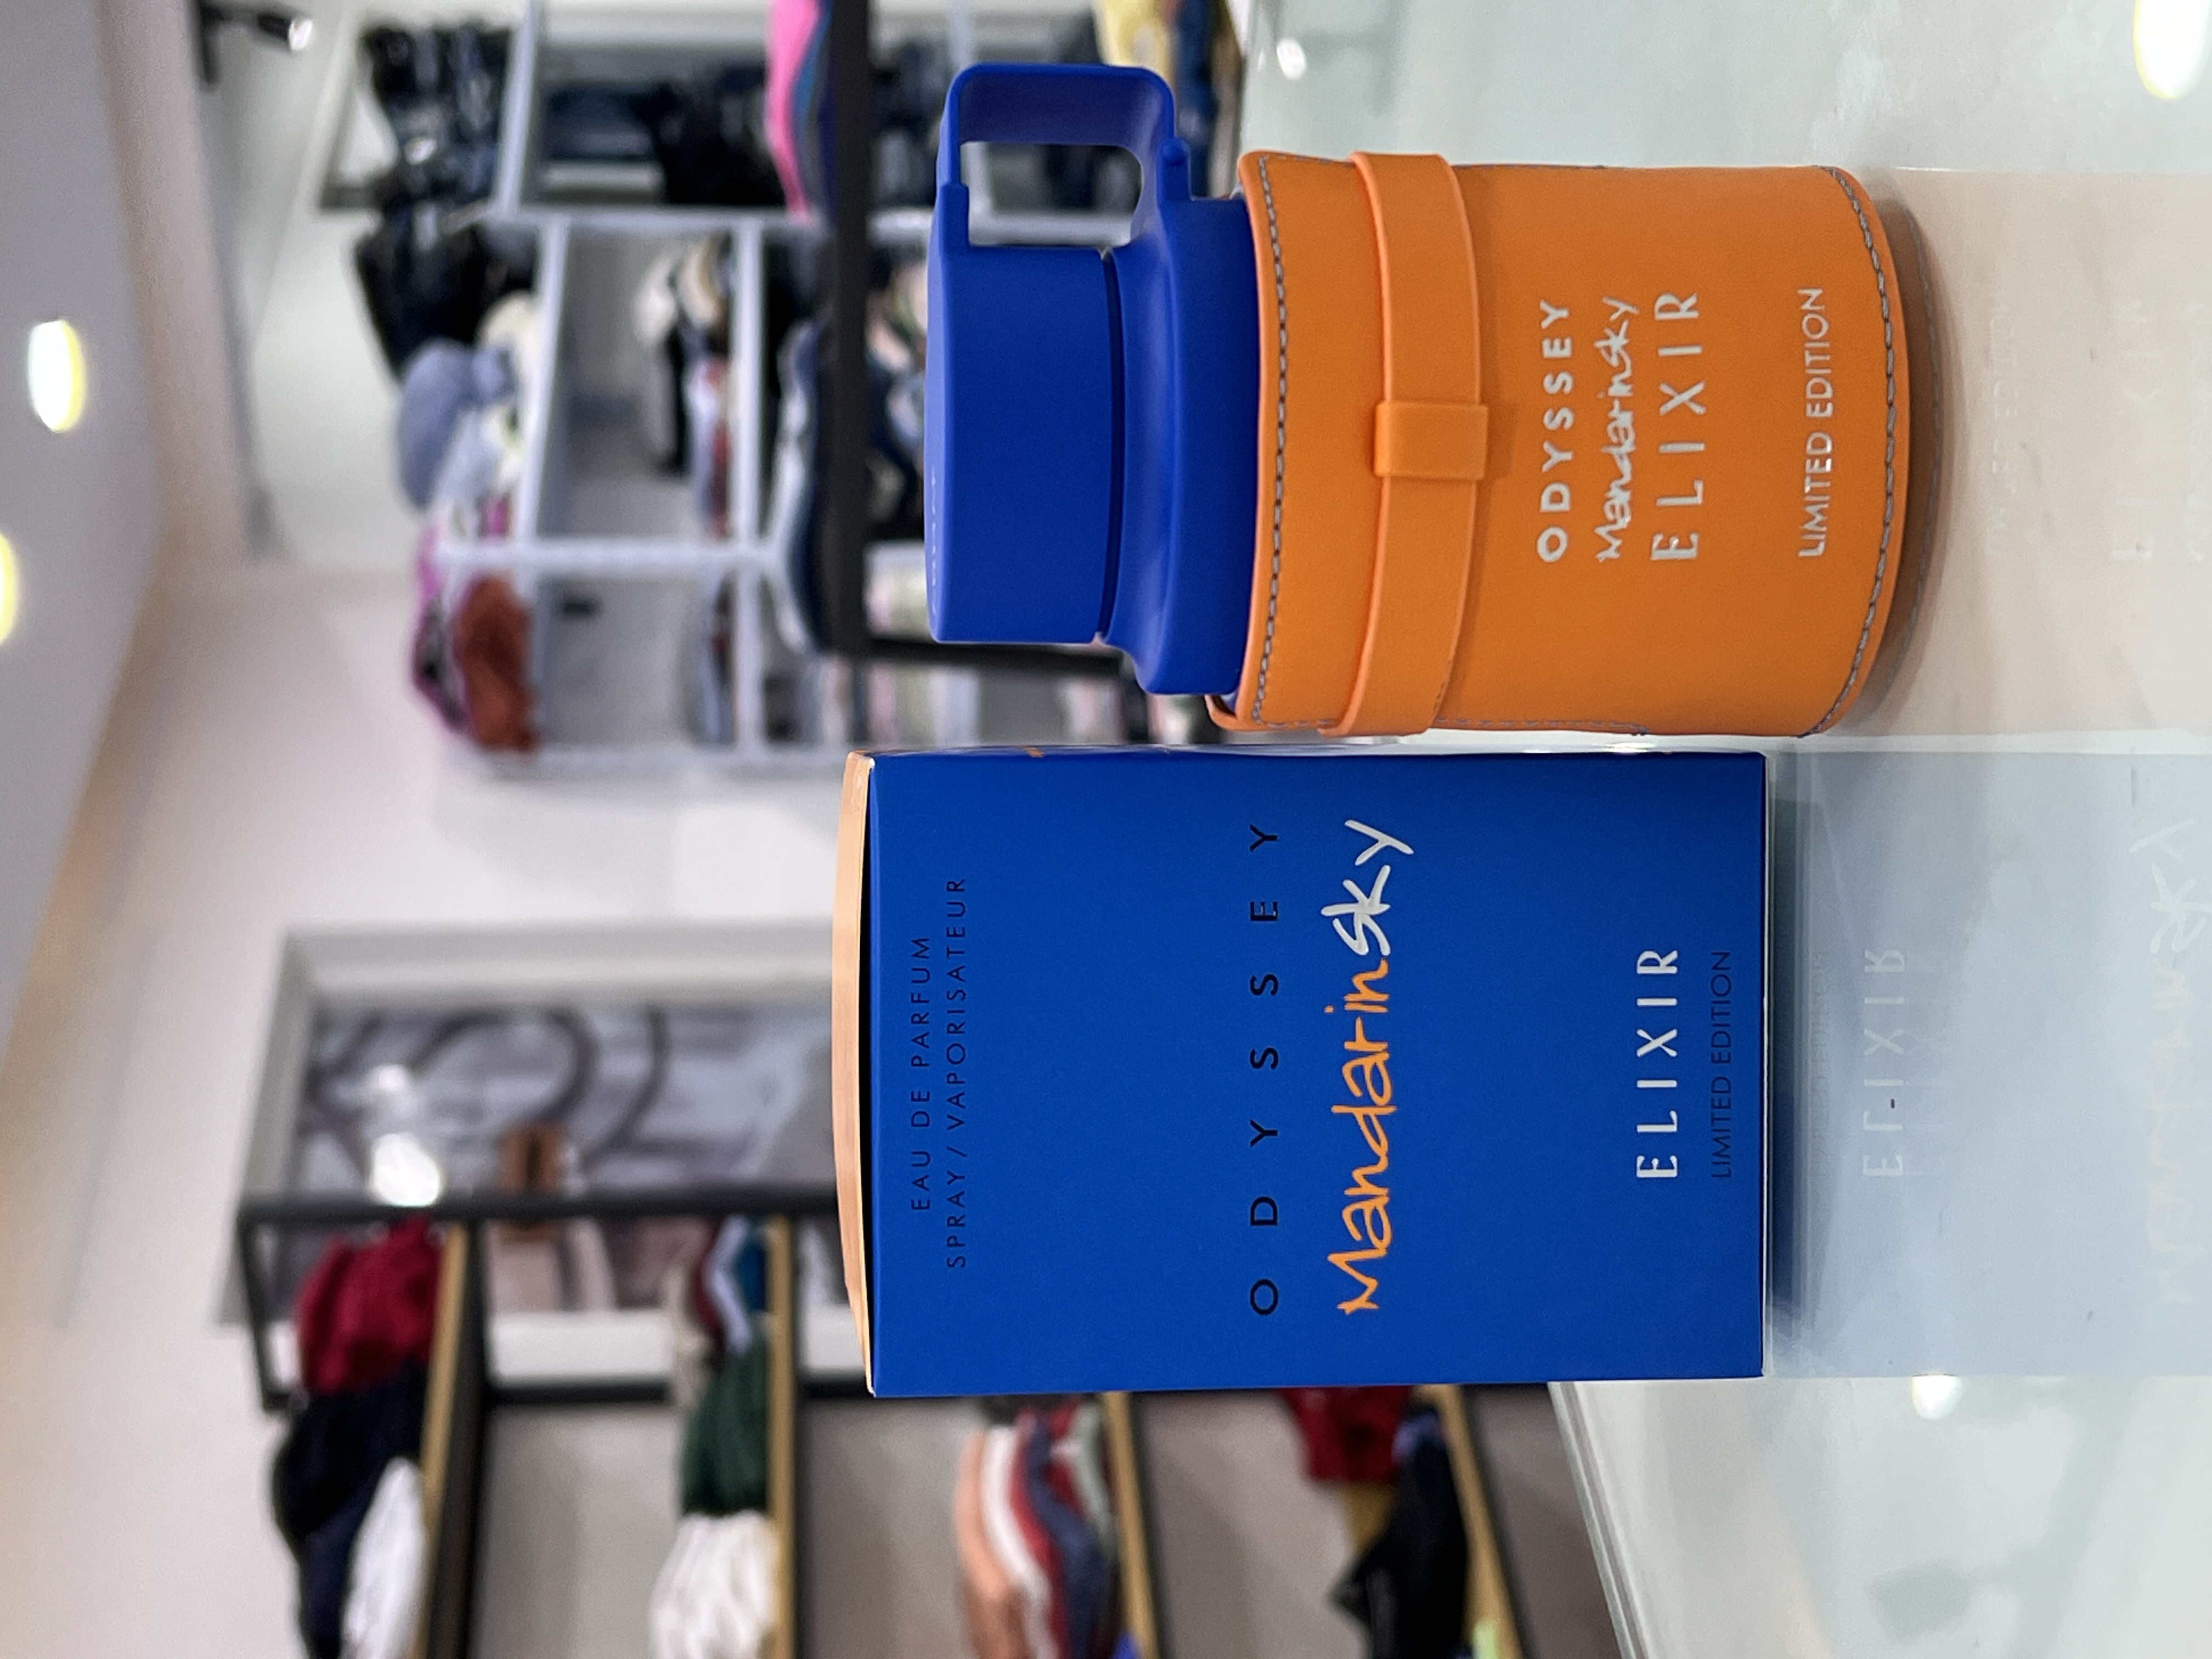 EAU DE PARFUM
SPRAY / VAPORISATEUR
ODYSSEY
Mandarinsky
ELIXIR
LIMITED EDITION
ODYSSEY
Mandarinsky
ELIXIR
LIMITED EDITION